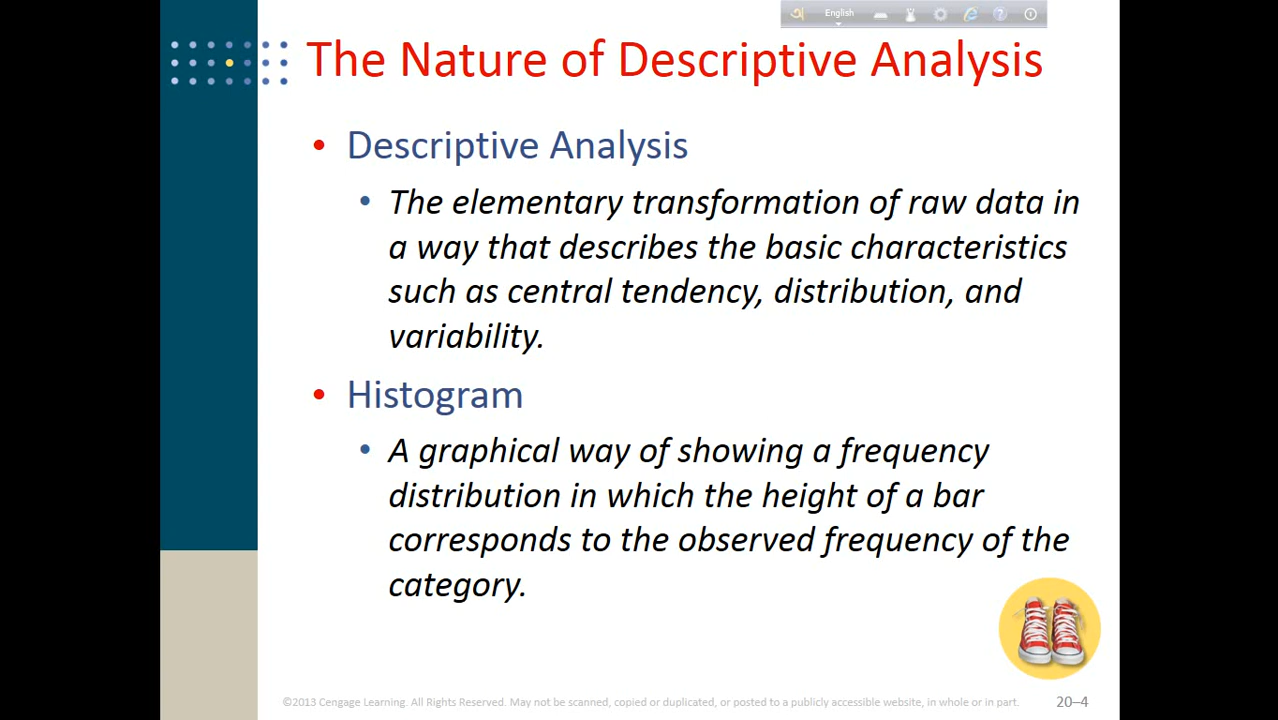 English
The Nature of Descriptive Analysis
• Descriptive Analysis
• The elementary transformation of raw data in
a way that describes the basic characteristics
such as central tendency, distribution, and
variability.
• Histogram
• A graphical way of showing a frequency
distribution in which the height of a bar
corresponds to the observed frequency of the
category.
©2013 Cengage Learning. All Rights Reserved. May not be scanned, copied or duplicated, or posted to a publicly accessible website, in whole or in part.
20–4